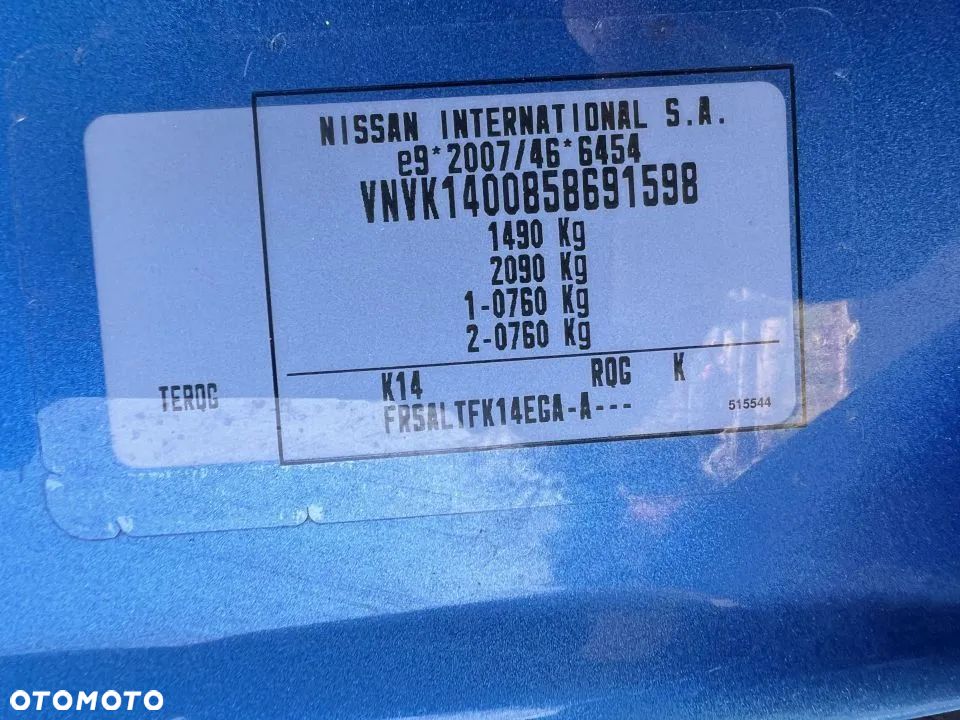 NISSAN INTERNATIONAL S.A.
e9*2007/46*6454
VNVK1400858691598
1490 Kg
2090 Kg
1-0760 Kg
2-0760 Kg
TERQG K14 RQG K
FRSALTFK14EGA-A---
515544
OTOMOTO